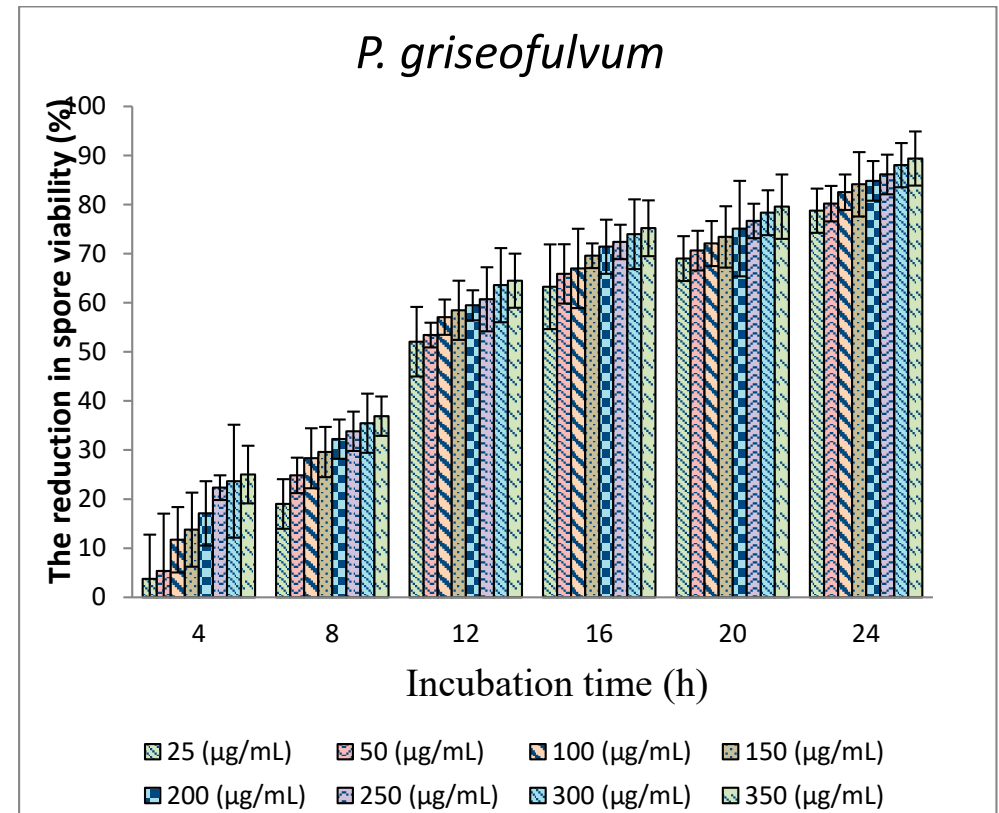 P. griseofulvum
The reduction in spore viability (%)
100
90
80
70
60
50
40
30
20
10
0
4 8 12 16 20 24
Incubation time (h)
25 (µg/mL) 50 (µg/mL) 100 (µg/mL) 150 (µg/mL)
200 (µg/mL) 250 (µg/mL) 300 (µg/mL) 350 (µg/mL)